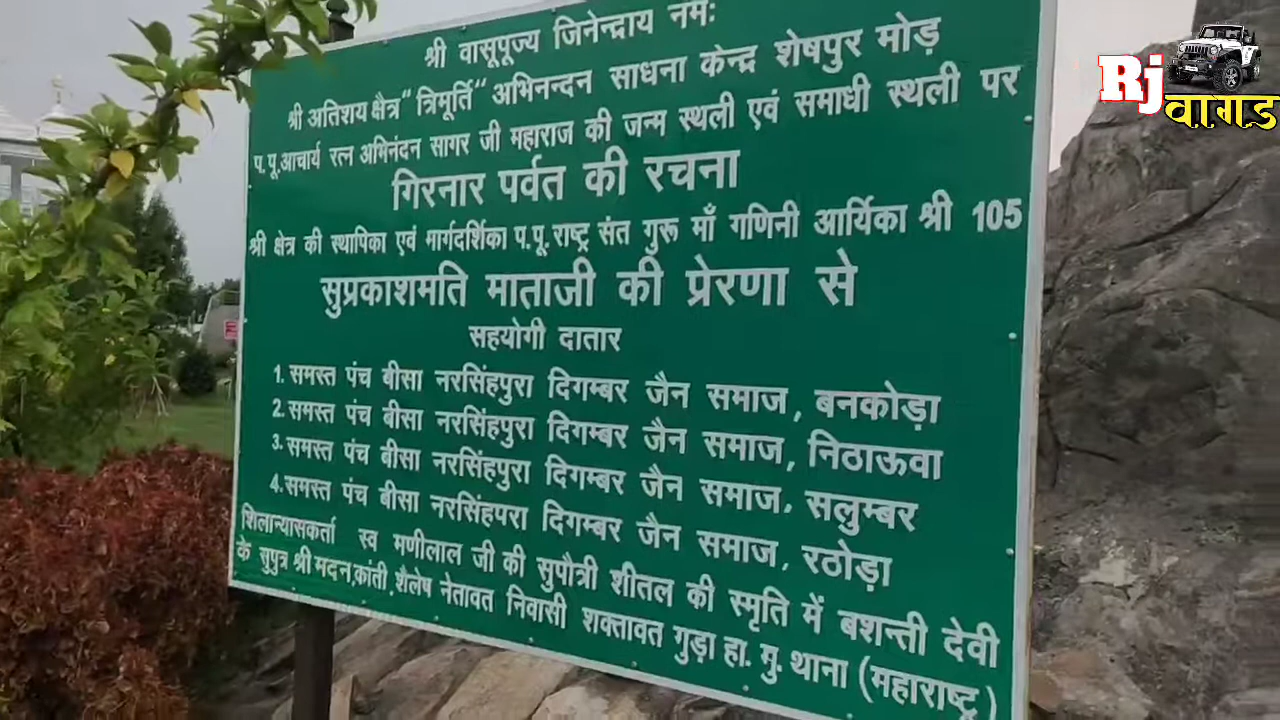 श्री वासूपूज्य जिनेन्द्राय नमः
श्री अतिशय क्षैत्र" त्रिमूर्ति" अभिनन्दन साधना केन्द्र शेषपुर मोड़
प.पू.आचार्य रत्न अभिनंदन सागर जी महाराज की जन्म स्थली एवं समाधी स्थली पर
गिरनार पर्वत की रचना
श्री क्षेत्र की स्थापिका एवं मार्गदर्शिका प.पू.राष्ट्र संत गुरू माँ गणिनी आर्यिका श्री 105
सुप्रकाशमति माताजी की प्रेरणा से
सहयोगी दातार
1. समस्त पंच बीसा नरसिंहपुरा दिगम्बर जैन समाज, बनकोड़ा
2. समस्त पंच बीसा नरसिंहपुरा दिगम्बर जैन समाज, निठाऊवा
3. समस्त पंच बीसा नरसिंहपुरा दिगम्बर जैन समाज, सलुम्बर
4. समस्त पंच बीसा नरसिंहपरा दिगम्बर जैन समाज, रठोड़ा
शिलान्यासकर्ता स्व मणीलाल जी की सुपौत्री शीतल की स्मृति में बशन्ती देवी
के सुपुत्र श्री मदन,कांती,शैलेष नेतावत निवासी शक्तावत गुड़ा हा. मु. थाना (महाराष्ट्र)
Rj
वागड